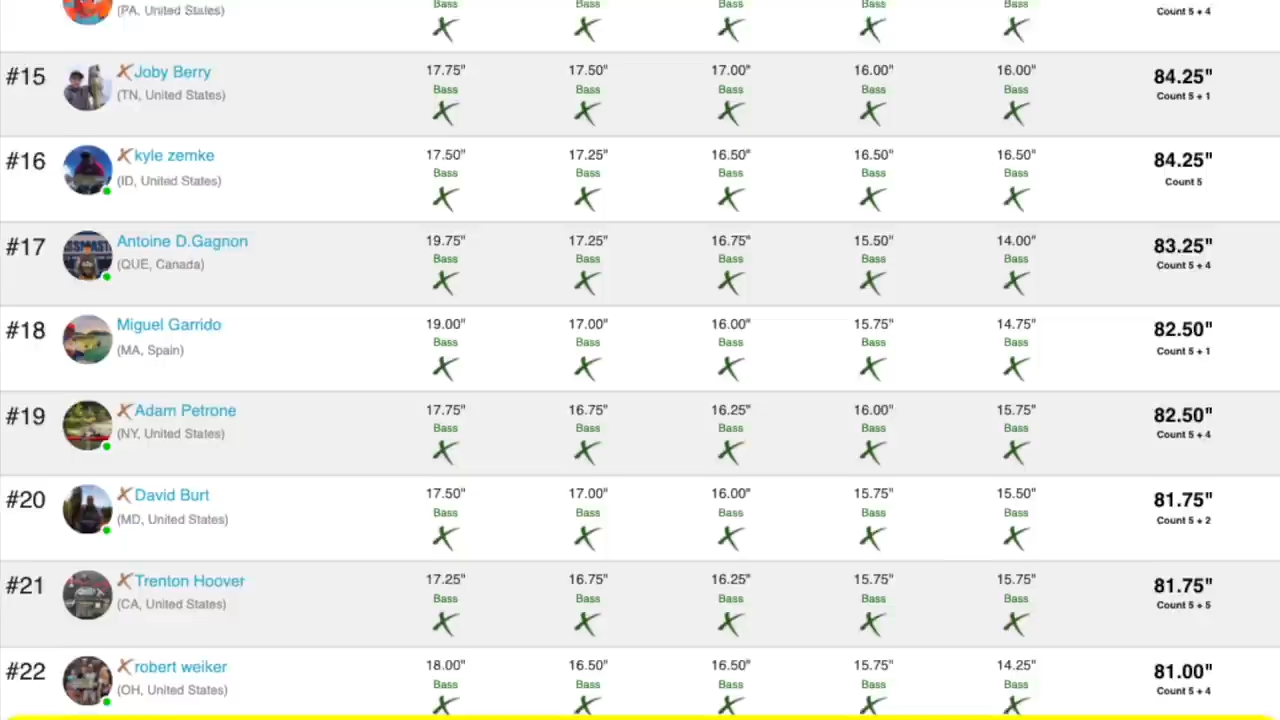 Bass Bass Bass Bass Bass
(PA, United States) Count 5 + 4
#15 Joby Berry 17.75" 17.50" 17.00" 16.00" 16.00" 84.25"
(TN, United States) Bass Bass Bass Bass Bass Count 5 + 1
#16 kyle zemke 17.50" 17.25" 16.50" 16.50" 16.50" 84.25"
(ID, United States) Bass Bass Bass Bass Bass Count 5
#17 Antoine D.Gagnon 19.75" 17.25" 16.75" 15.50" 14.00" 83.25"
(QUE, Canada) Bass Bass Bass Bass Bass Count 5 + 4
#18 Miguel Garrido 19.00" 17.00" 16.00" 15.75" 14.75" 82.50"
(MA, Spain) Bass Bass Bass Bass Bass Count 5 + 1
#19 Adam Petrone 17.75" 16.75" 16.25" 16.00" 15.75" 82.50"
(NY, United States) Bass Bass Bass Bass Bass Count 5 + 4
#20 David Burt 17.50" 17.00" 16.00" 15.75" 15.50" 81.75"
(MD, United States) Bass Bass Bass Bass Bass Count 5 + 2
#21 Trenton Hoover 17.25" 16.75" 16.25" 15.75" 15.75" 81.75"
(CA, United States) Bass Bass Bass Bass Bass Count 5 + 5
#22 robert weiker 18.00" 16.50" 16.50" 15.75" 14.25" 81.00"
(OH, United States) Bass Bass Bass Bass Bass Count 5 + 4